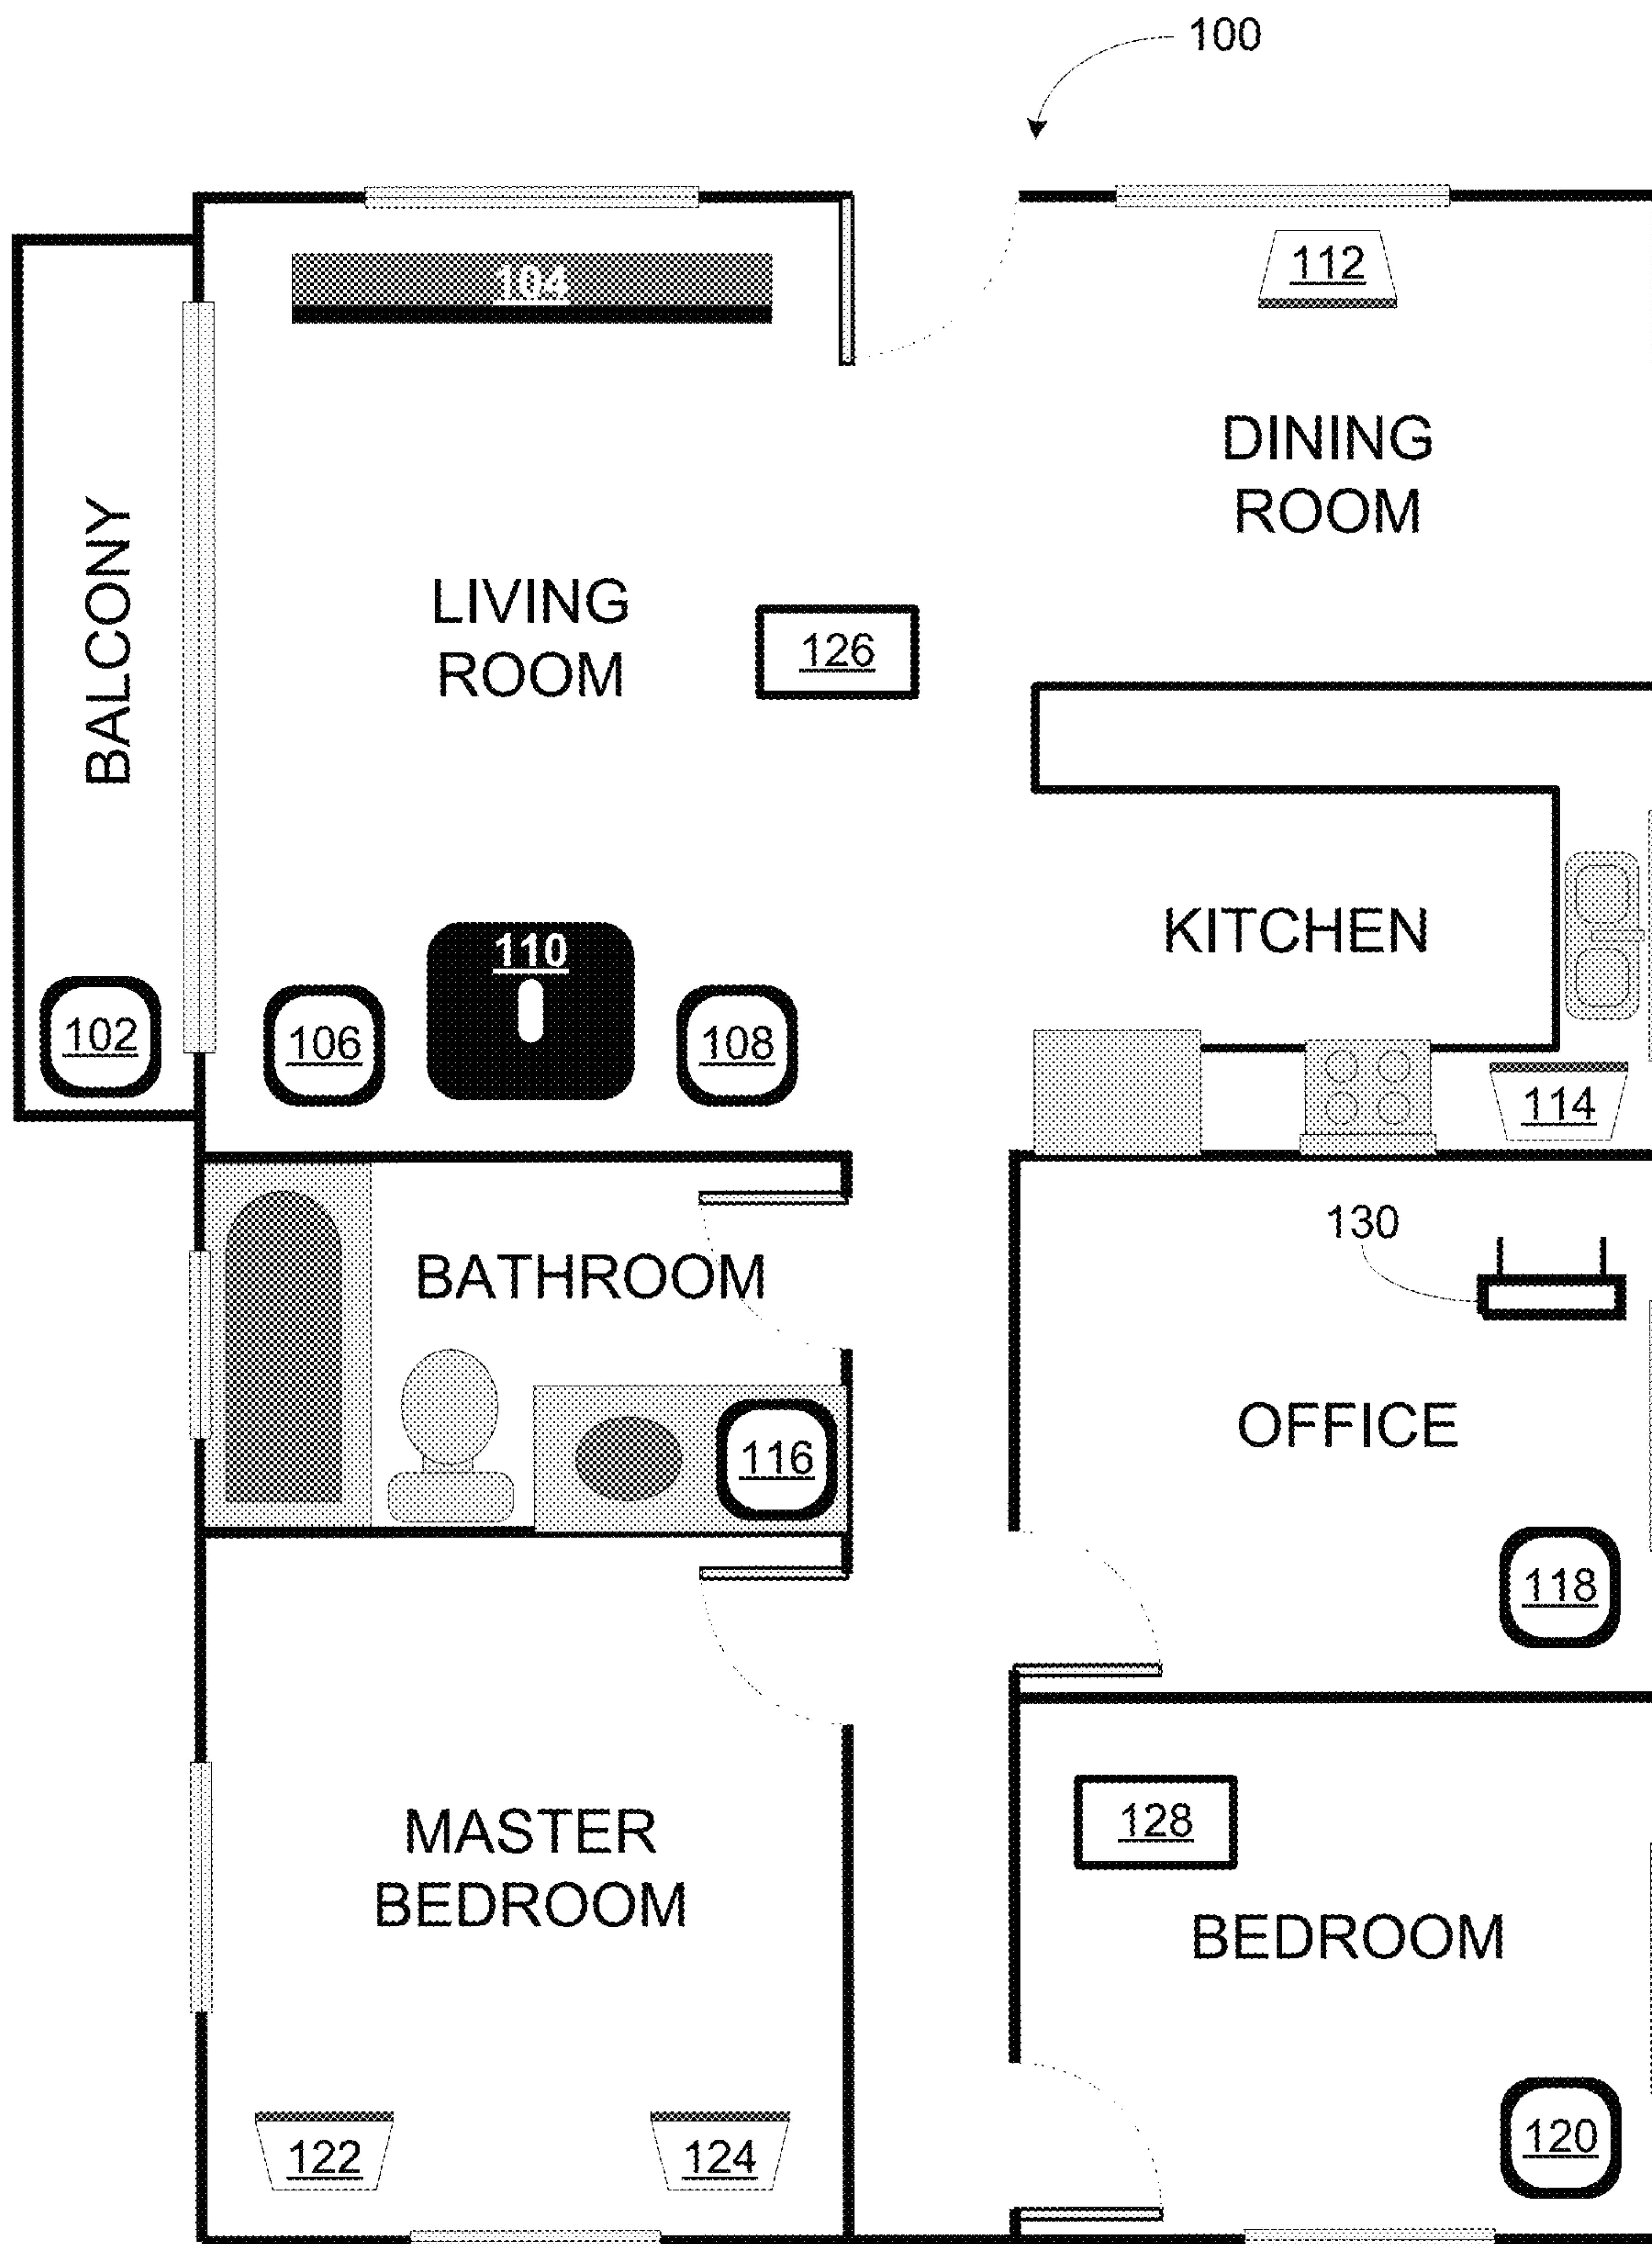 100
104
112
DINING
ROOM
BALCONY
LIVING
ROOM
126
KITCHEN
110
102
106
108
114
130
BATHROOM
OFFICE
116
118
128
MASTER
BEDROOM
BEDROOM
120
122
124